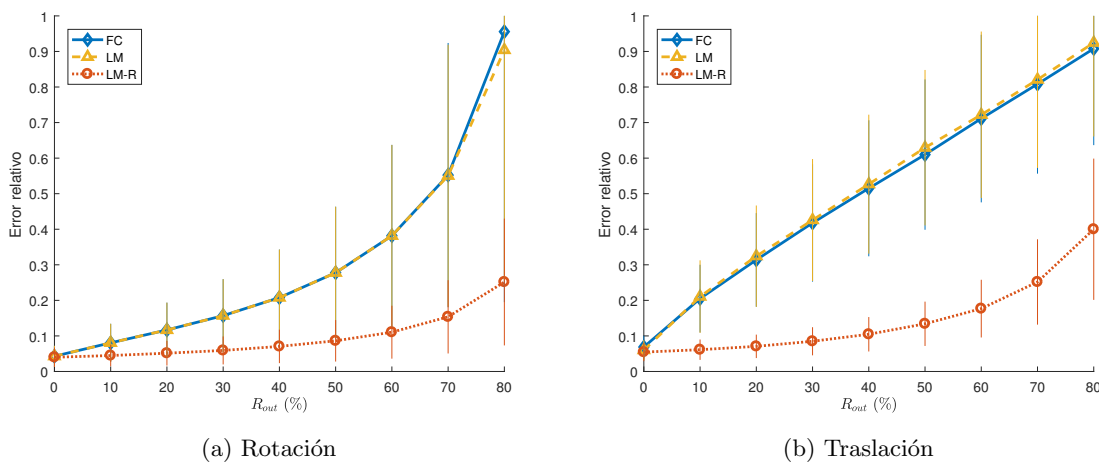 1
0.9
0.8
0.7
0.6
0.5
0.4
0.3
0.2
0.1
0
Error relativo
FC
LM
LM-R
0 10 20 30 40 50 60 70 80
R_out (%)
(a) Rotación
1
0.9
0.8
0.7
0.6
0.5
0.4
0.3
0.2
0.1
0
Error relativo
FC
LM
LM-R
0 10 20 30 40 50 60 70 80
R_out (%)
(b) Traslación